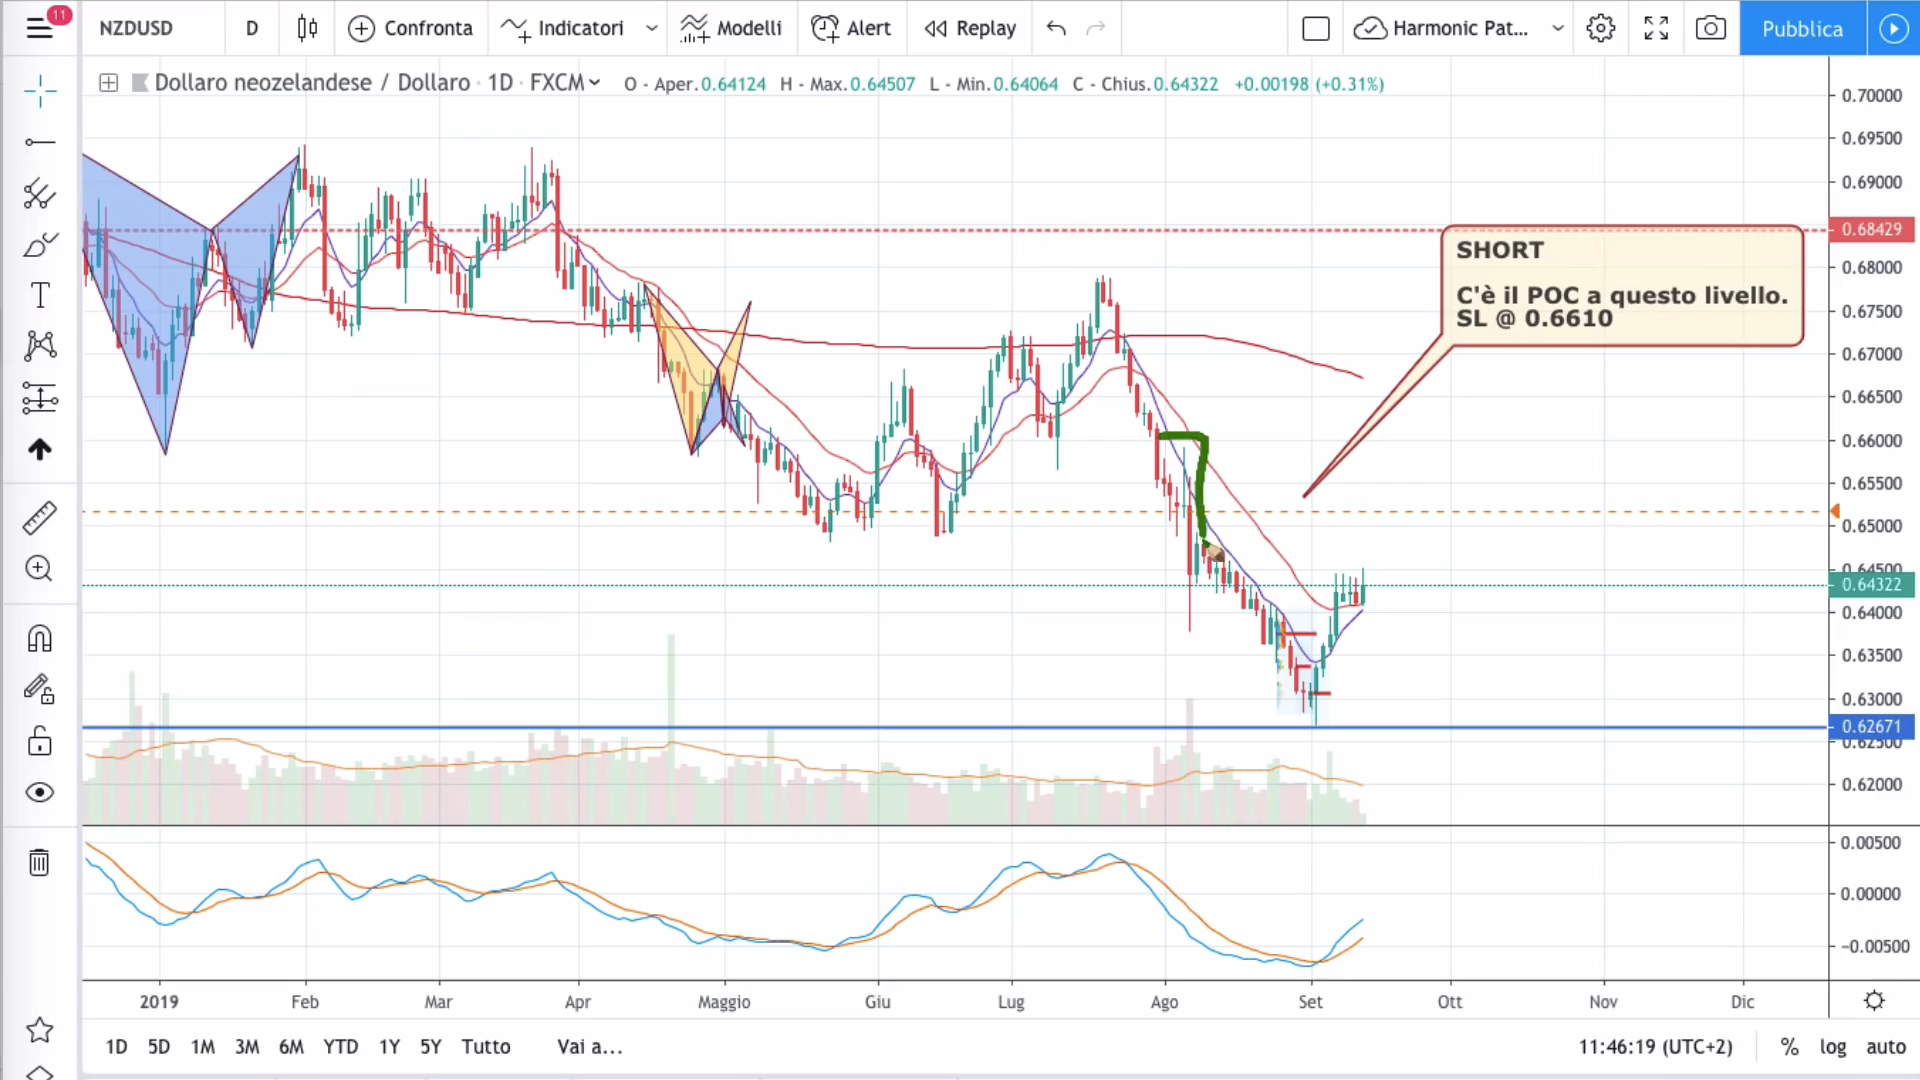 11
NZDUSD
D
Confronta
Indicatori
Modelli
Alert
Replay
Harmonic Pat...
Pubblica
Dollaro neozelandese / Dollaro · 1D · FXCM
O - Aper.0.64124 H - Max.0.64507 L - Min.0.64064 C - Chius.0.64322 +0.00198 (+0.31%)
0.70000
0.69500
0.69000
0.68429
0.68000
0.67500
0.67000
0.66500
0.66000
0.65500
0.65000
0.64500
0.64322
0.64000
0.63500
0.63000
0.62671
0.62500
0.62000
SHORT
C'è il POC a questo livello.
SL @ 0.6610
T
0.00500
0.00000
−0.00500
2019 Feb Mar Apr Maggio Giu Lug Ago Set Ott Nov Dic
1D 5D 1M 3M 6M YTD 1Y 5Y Tutto Vai a... 11:46:19 (UTC+2) % log auto